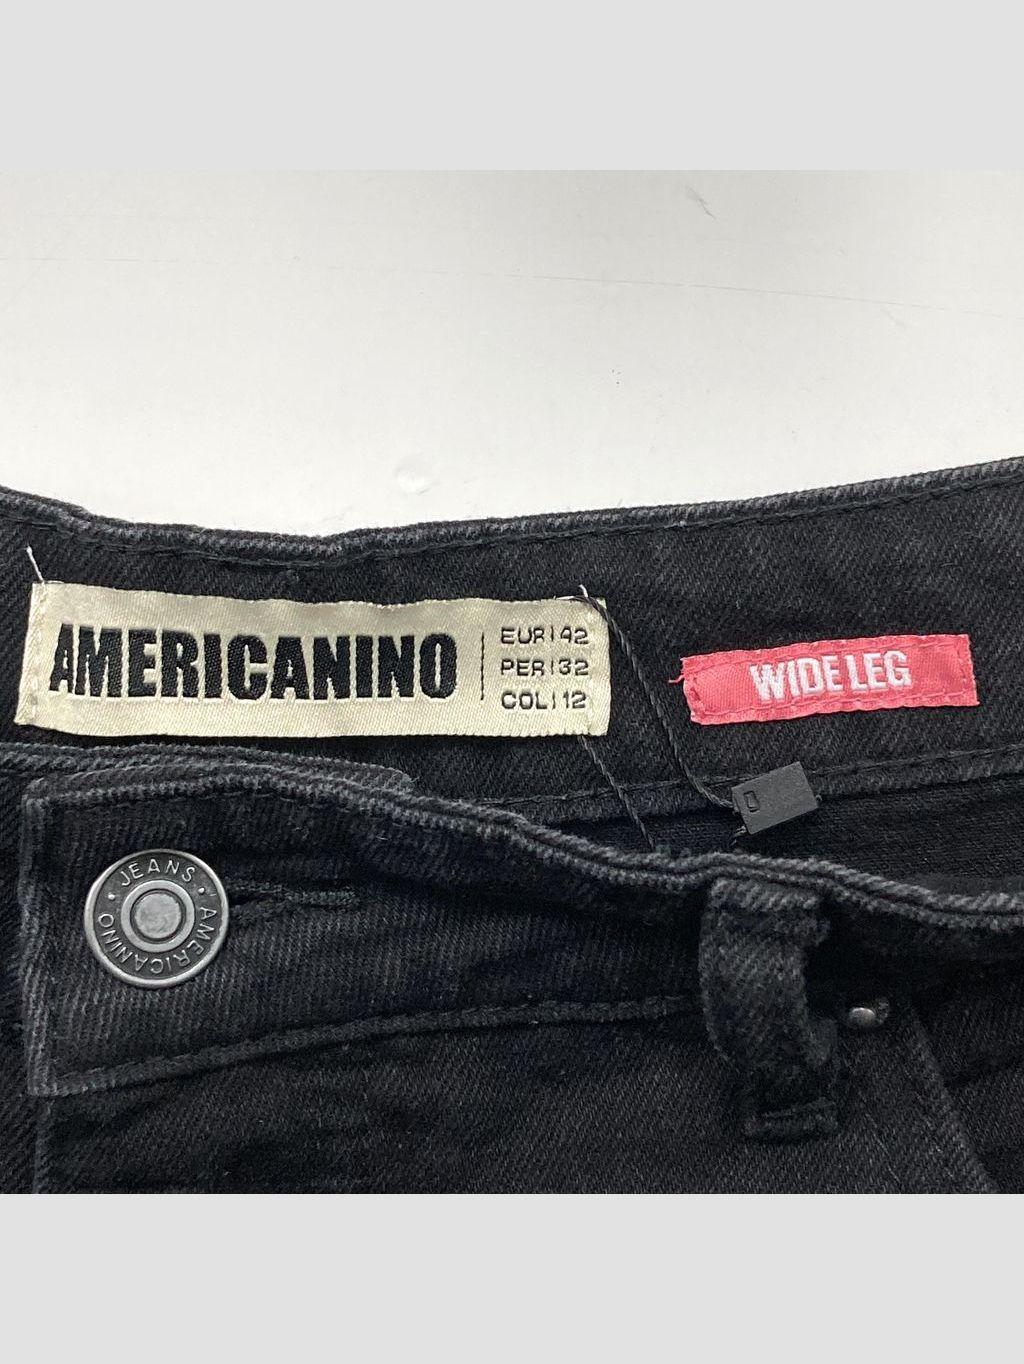 AMERICANINO
EUR|42
PER|32
COL|12
WIDE LEG
JEANS · AMERICANINO ·